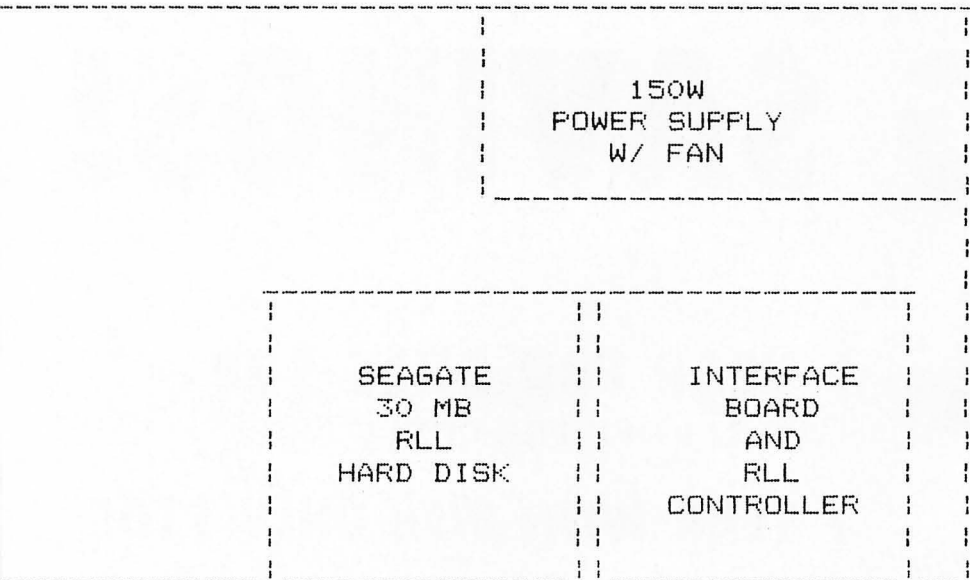 150W
POWER SUPPLY
W/ FAN
SEAGATE
30 MB
RLL
HARD DISK
INTERFACE
BOARD
AND
RLL
CONTROLLER